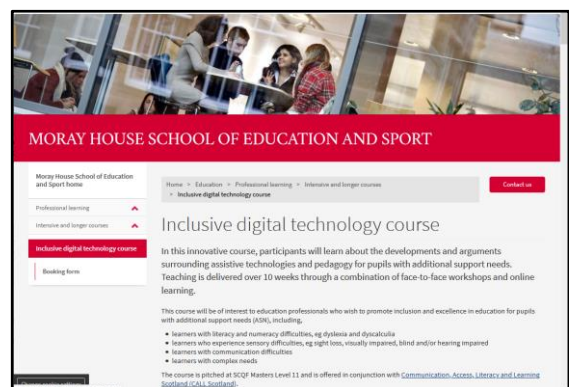 MORAY HOUSE SCHOOL OF EDUCATION AND SPORT
Moray House School of Education
and Sport home
Professional learning
Intensive and longer courses
Inclusive digital technology course
Booking form
Home > Education > Professional learning > Intensive and longer courses
> Inclusive digital technology course
Contact us
Inclusive digital technology course
In this innovative course, participants will learn about the developments and arguments
surrounding assistive technologies and pedagogy for pupils with additional support needs.
Teaching is delivered over 10 weeks through a combination of face-to-face workshops and online
learning.
This course will be of interest to education professionals who wish to promote inclusion and excellence in education for pupils
with additional support needs (ASN), including,
• learners with literacy and numeracy difficulties, eg dyslexia and dyscalculia
• learners who experience sensory difficulties, eg sight loss, visually impaired, blind and/or hearing impaired
• learners with communication difficulties
• learners with complex needs
The course is pitched at SCQF Masters Level 11 and is offered in conjunction with Communication, Access, Literacy and Learning
Scotland (CALL Scotland).